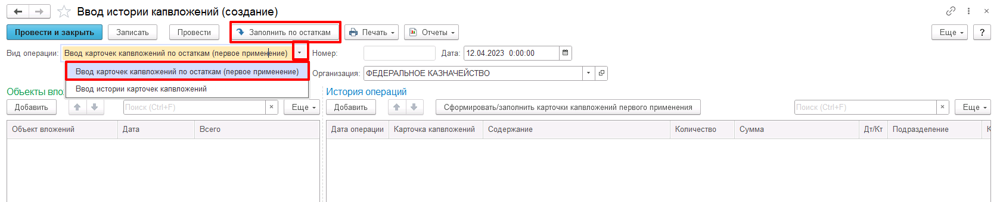 Ввод истории капвложений (создание)
Провести и закрыть Записать Провести Заполнить по остаткам Печать Отчеты Еще ?
Вид операции: Ввод карточек капвложений по остаткам (первое применение) Номер: Дата: 12.04.2023 0:00:00
Ввод карточек капвложений по остаткам (первое применение) Организация: ФЕДЕРАЛЬНОЕ КАЗНАЧЕЙСТВО
Ввод истории карточек капвложений
Объекты вло История операций
Добавить Поиск (Ctrl+F) × Еще Добавить Сформировать/заполнить карточки капвложений первого применения Поиск (Ctrl+F) × Еще
Объект вложений Дата Всего Дата операции Карточка капвложений Содержание Количество Сумма Дт/Кт Подразделение К